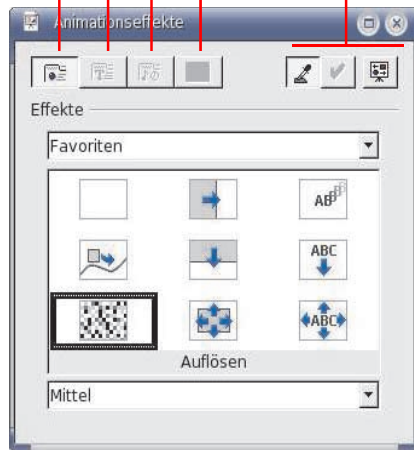 Animationseffekte
Effekte
Favoriten
AB
ABC
ABC
Auflösen
Mittel